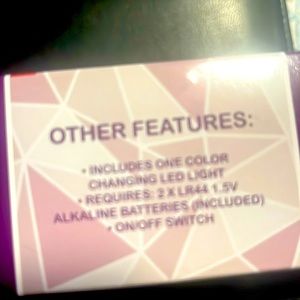 OTHER FEATURES:
• INCLUDES ONE COLOR
CHANGING LED LIGHT
• REQUIRES: 2 X LR44 1.5V
ALKALINE BATTERIES (INCLUDED)
• ON/OFF SWITCH